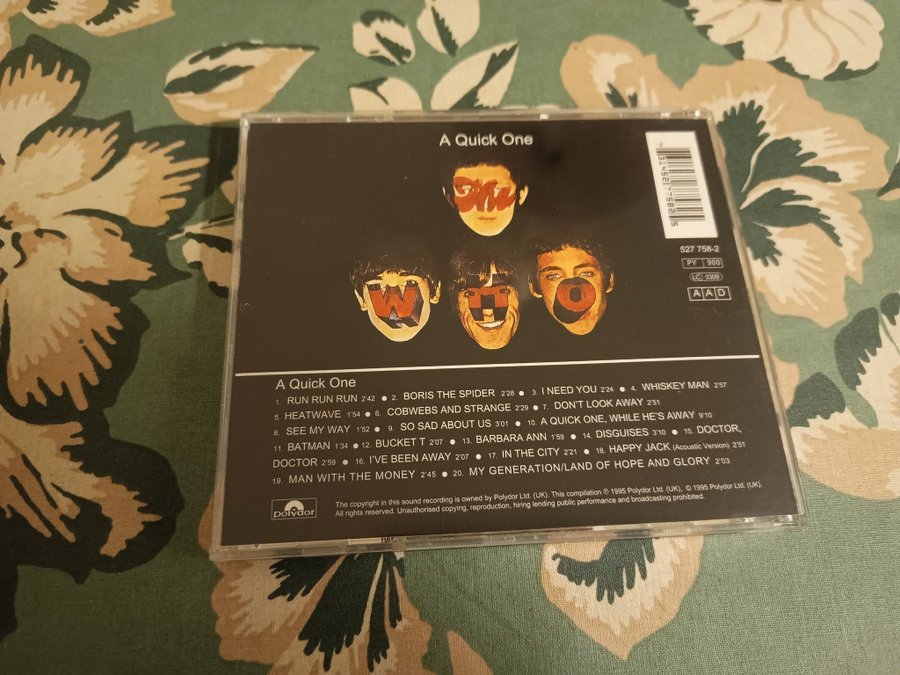 A Quick One
The
W H O
7 31452 77582 5
527 758-2
PY 900
LC 0309
A A D
A Quick One
1. RUN RUN RUN 2'42 ● 2. BORIS THE SPIDER 2'28 ● 3. I NEED YOU 2'24 ● 4. WHISKEY MAN 2'57
5 HEATWAVE 1'54 ● 6. COBWEBS AND STRANGE 2'29 ● 7. DON'T LOOK AWAY 2'51
8. SEE MY WAY 1'52 ● 9. SO SAD ABOUT US 3'01 ● 10. A QUICK ONE, WHILE HE'S AWAY 9'10
11. BATMAN 1'34 ● 12. BUCKET T 2'07 ● 13. BARBARA ANN 1'59 ● 14. DISGUISES 3'10 ● 15. DOCTOR,
DOCTOR 2'59 ● 16. I'VE BEEN AWAY 2'07 ● 17. IN THE CITY 2'21 ● 18. HAPPY JACK (Acoustic Version) 2'51
19. MAN WITH THE MONEY 2'45 ● 20. MY GENERATION/LAND OF HOPE AND GLORY 2'03
polydor
The copyright in this sound recording is owned by Polydor Ltd. (UK). This compilation ℗ 1995 Polydor Ltd. (UK), © 1995 Polydor Ltd. (UK).
All rights reserved. Unauthorised copying, reproduction, hiring lending public performance and broadcasting prohibited.